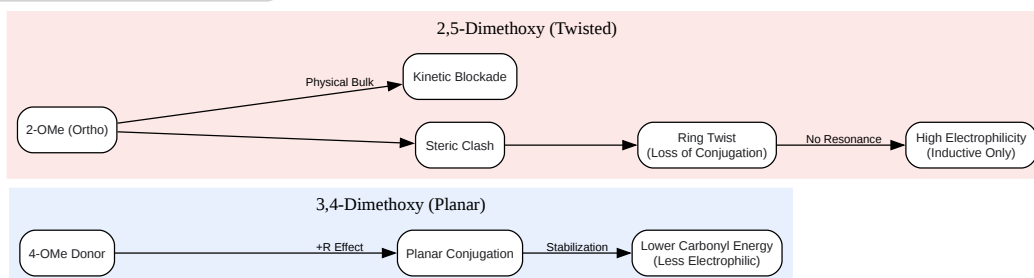 2,5-Dimethoxy (Twisted)
Physical Bulk
Kinetic Blockade
2-OMe (Ortho)
Steric Clash
Ring Twist
(Loss of Conjugation)
No Resonance
High Electrophilicity
(Inductive Only)
3,4-Dimethoxy (Planar)
4-OMe Donor
+R Effect
Planar Conjugation
Stabilization
Lower Carbonyl Energy
(Less Electrophilic)